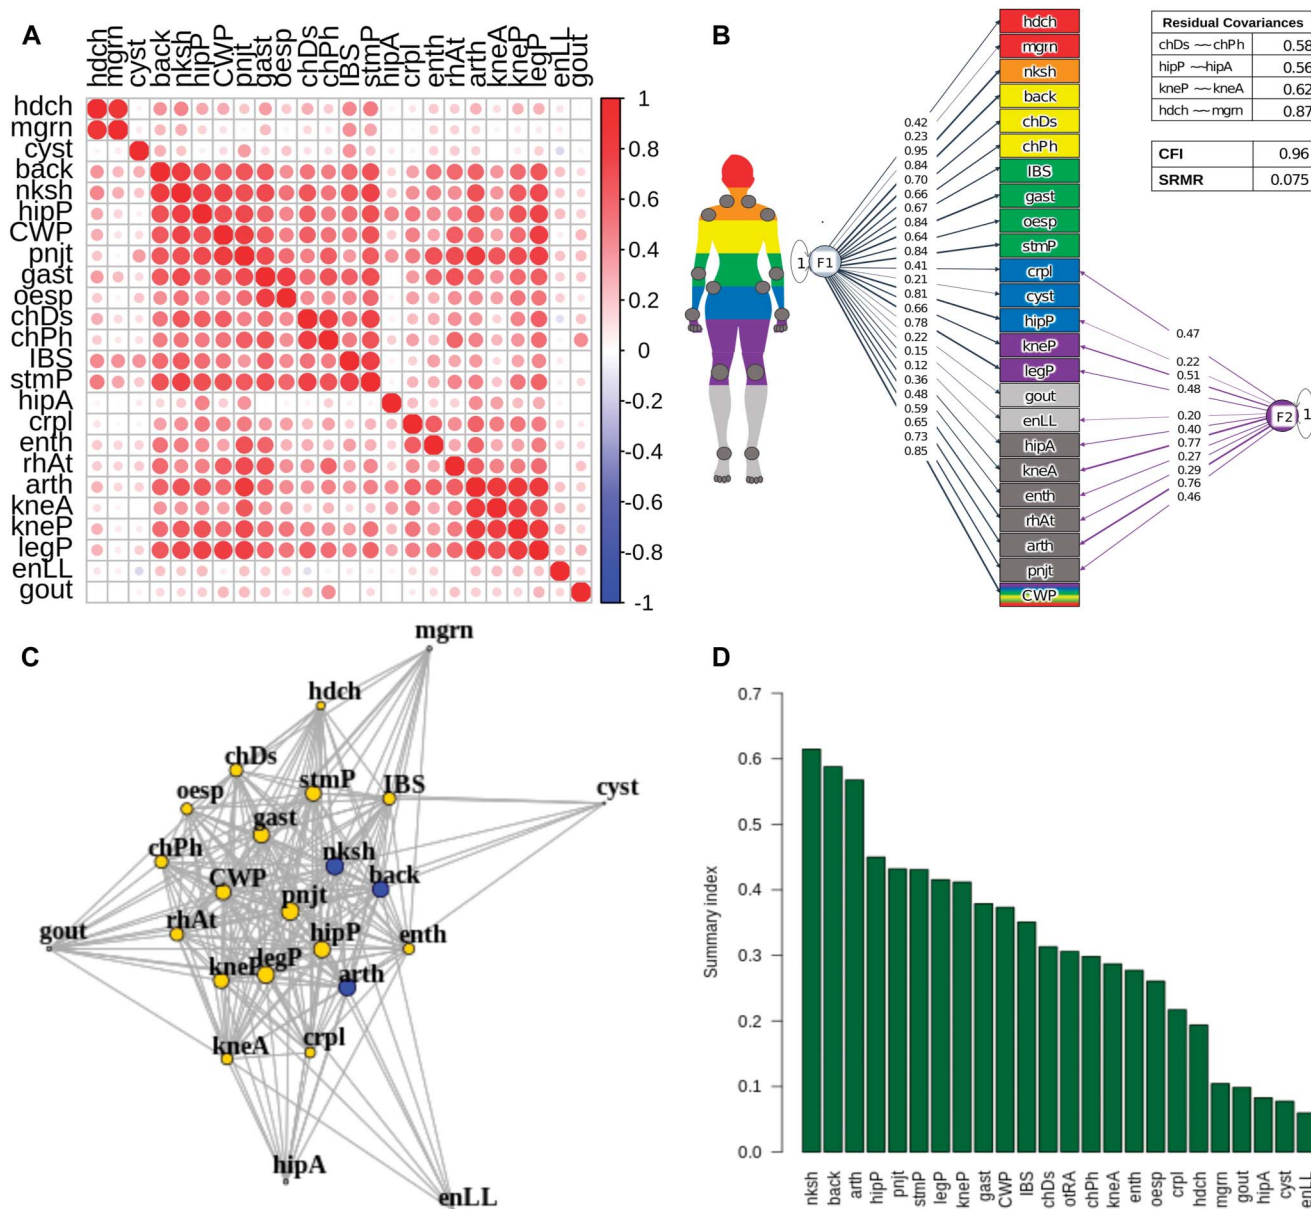 A
hdch
mgrn
cyst
back
nksh
hipP
CWP
pnjt
gast
oesp
chDs
chPh
IBS
stmP
hipA
crpl
enth
rhAt
arth
kneA
kneP
legP
enLL
gout
hdch
mgrn
cyst
back
nksh
hipP
CWP
pnjt
gast
oesp
chDs
chPh
IBS
stmP
hipA
crpl
enth
rhAt
arth
kneA
kneP
legP
enLL
gout
1
0.8
0.6
0.4
0.2
0
-0.2
-0.4
-0.6
-0.8
-1
B
1
F1
0.42
0.23
0.95
0.84
0.70
0.66
0.67
0.84
0.64
0.84
0.41
0.21
0.81
0.66
0.78
0.22
0.15
0.12
0.36
0.48
0.59
0.65
0.73
0.85
hdch
mgrn
nksh
back
chDs
chPh
IBS
gast
oesp
stmP
crpl
cyst
hipP
kneP
legP
gout
enLL
hipA
kneA
enth
rhAt
arth
pnjt
CWP
0.47
0.22
0.51
0.48
0.20
0.40
0.77
0.27
0.29
0.76
0.46
F2
1
Residual Covariances
chDs ~~ chPh 0.58
hipP ~~hipA 0.56
kneP ~~ kneA 0.62
hdch ~~ mgrn 0.87
CFI 0.96
SRMR 0.075
C
mgrn
hdch
chDs
stmP
IBS
cyst
oesp
gast
chPh
nksh
back
CWP
pnjt
rhAt
gout
hipP
enth
kneP
legP
arth
crpl
kneA
hipA
enLL
D
Summary index
0.7
0.6
0.5
0.4
0.3
0.2
0.1
0.0
nksh
back
arth
hipP
pnjt
stmP
legP
kneP
gast
CWP
IBS
chDs
otRA
chPh
kneA
enth
oesp
crpl
hdch
mgrn
gout
hipA
cyst
enLL